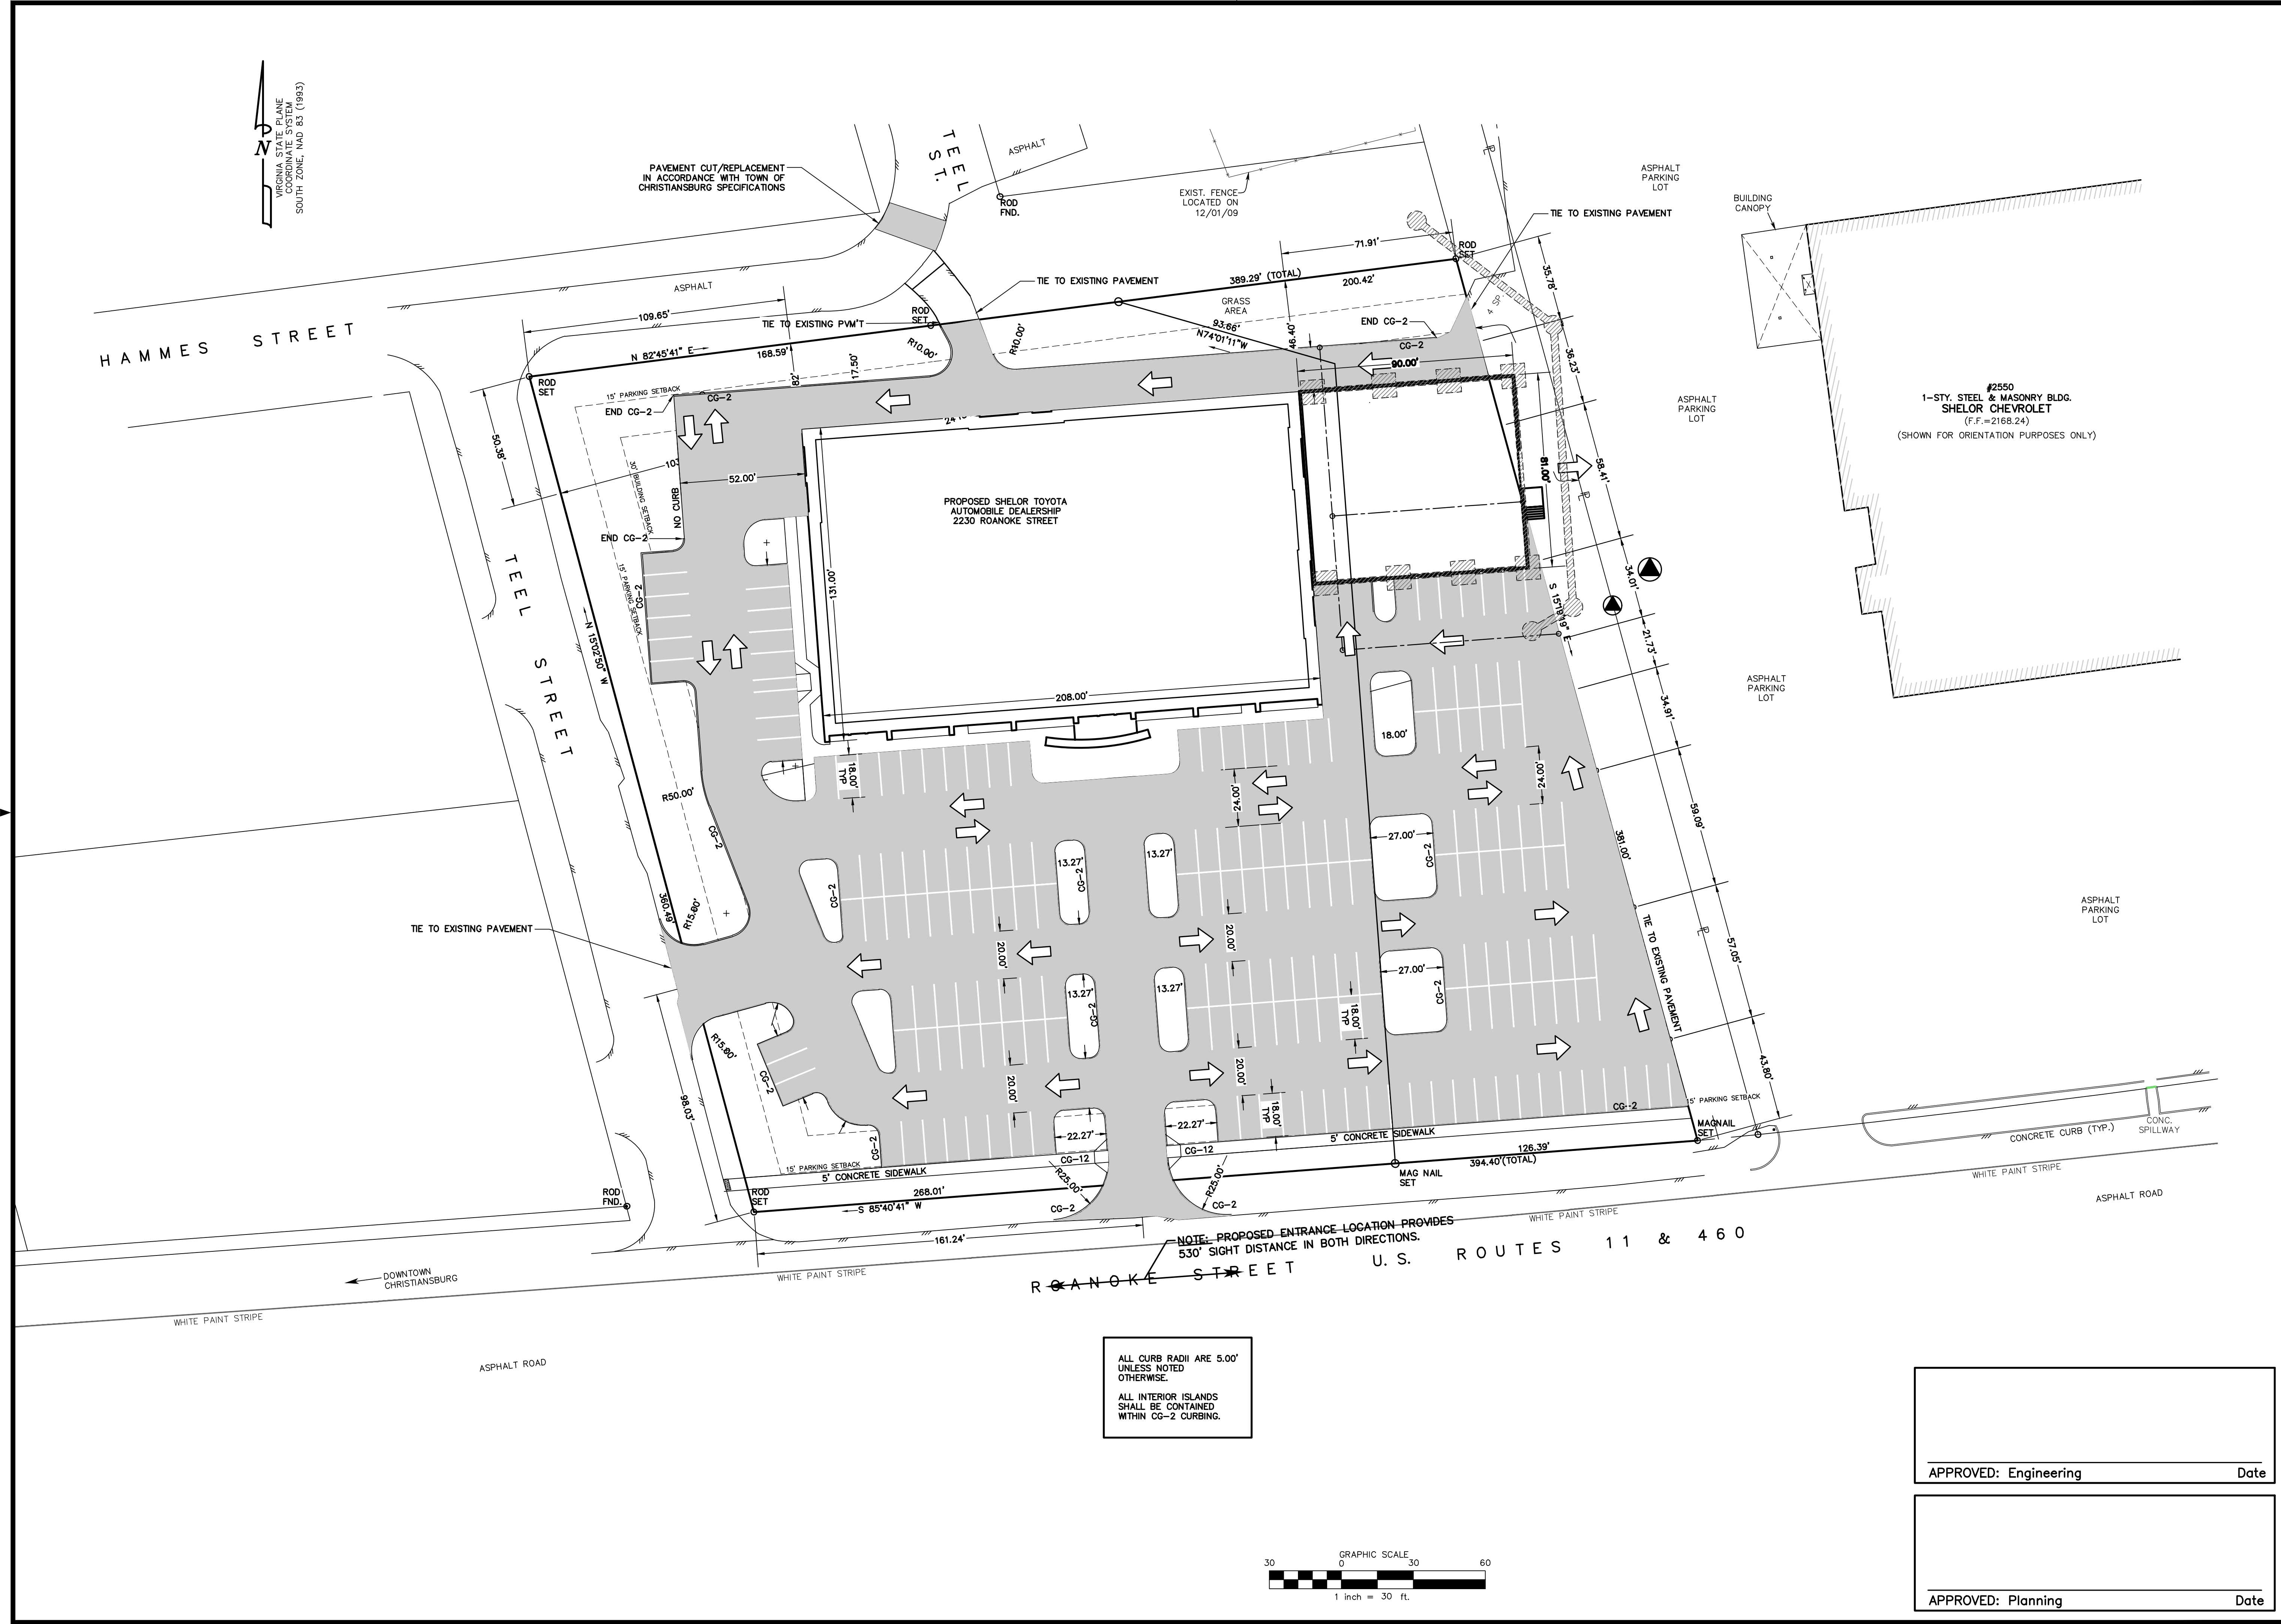 VIRGINIA STATE PLANE
COORDINATE SYSTEM
SOUTH ZONE, NAD 83 (1993)
N
PAVEMENT CUT/REPLACEMENT
IN ACCORDANCE WITH TOWN OF
CHRISTIANSBURG SPECIFICATIONS
TEEL
ST.
ASPHALT
ROD
FND.
EXIST. FENCE
LOCATED ON
12/01/09
TIE TO EXISTING PAVEMENT
ASPHALT
PARKING
LOT
BUILDING
CANOPY
71.91'
ROD
SET
389.29' (TOTAL)
200.42'
35.78'
TIE TO EXISTING PAVEMENT
GRASS
AREA
ASPHALT
HAMMES STREET
109.65'
ROD
SET
TIE TO EXISTING PVM'T
N 82°45'41" E
168.59'
82'
17.50'
R10.00'
R10.00'
93.66'
N74°01'11"W
46.40'
END CG-2
CG-2
90.00'
4 SP.
36.23'
ROD
SET
15' PARKING SETBACK
END CG-2
CG-2
50.38'
103
52.00'
30' BUILDING SETBACK
NO CURB
END CG-2
15' PARKING SETBACK
CG-2
PROPOSED SHELOR TOYOTA
AUTOMOBILE DEALERSHIP
2230 ROANOKE STREET
131.00'
208.00'
81.00'
58.41'
ASPHALT
PARKING
LOT
#2550
1-STY. STEEL & MASONRY BLDG.
SHELOR CHEVROLET
(F.F.=2168.24)
(SHOWN FOR ORIENTATION PURPOSES ONLY)
34.01'
S 15°19'19" E
21.73'
34.91'
ASPHALT
PARKING
LOT
TEEL STREET
N 15°02'50" W
18.00'
18.00'
TYP
24.00'
24.00'
R50.00'
CG-2
59.09'
381.00'
27.00'
CG-2
13.27'
CG-2
13.27'
CG-2
360.49'
R15.00'
TIE TO EXISTING PAVEMENT
20.00'
20.00'
TIE TO EXISTING PAVEMENT
57.05'
ASPHALT
PARKING
LOT
27.00'
CG-2
13.27'
CG-2
13.27'
18.00'
TYP
R15.00'
98.03'
CG-2
20.00'
20.00'
18.00'
TYP
43.80'
CG-2
15' PARKING SETBACK
CG-2
22.27'
22.27'
MAGNAIL
SET
5' CONCRETE SIDEWALK
CG-12
CG-12
15' PARKING SETBACK
5' CONCRETE SIDEWALK
126.39'
394.40'(TOTAL)
MAG NAIL
SET
CONCRETE CURB (TYP.)
CONC.
SPILLWAY
WHITE PAINT STRIPE
ASPHALT ROAD
ROD
FND.
ROD
SET
268.01'
S 85°40'41" W
R25.00'
R25.00'
CG-2
CG-2
161.24'
NOTE: PROPOSED ENTRANCE LOCATION PROVIDES
530' SIGHT DISTANCE IN BOTH DIRECTIONS.
WHITE PAINT STRIPE
ROANOKE STREET U.S. ROUTES 11 & 460
DOWNTOWN
CHRISTIANSBURG
WHITE PAINT STRIPE
WHITE PAINT STRIPE
ASPHALT ROAD
ALL CURB RADII ARE 5.00'
UNLESS NOTED
OTHERWISE.
ALL INTERIOR ISLANDS
SHALL BE CONTAINED
WITHIN CG-2 CURBING.
APPROVED: Engineering Date
APPROVED: Planning Date
GRAPHIC SCALE
30 0 30 60
1 inch = 30 ft.